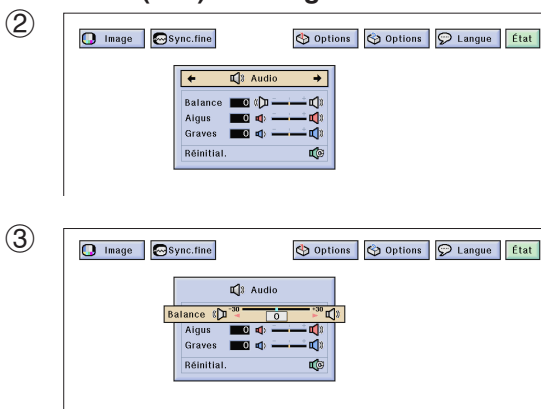 ②
Image Sync.fine Options Options Langue État
Audio
Balance 0
Aigus 0
Graves 0
Réinitial.
③
Image Sync.fine Options Options Langue État
Audio
Balance -30 0 +30
Aigus 0
Graves 0
Réinitial.